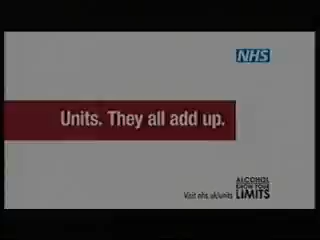 NHS
Units. They all add up.
ALCOHOL
KNOW YOUR
Visit nhs.uk/units LIMITS